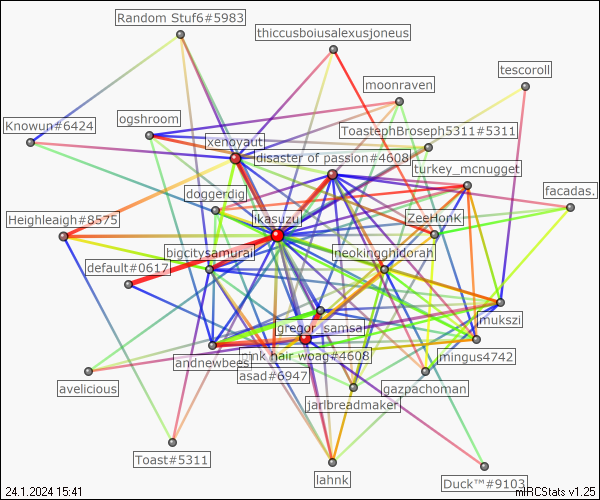 Random Stuf6#5983
thiccusboiusalexusjoneus
tescoroll
moonraven
Knowun#6424
ogshroom
ToastephBroseph5311#5311
xenoyaut
disaster of passion#4608
turkey_mcnugget
doggerdig
facadas.
Heighleaigh#8575
ikasuzu
ZeeHonK
bigcitysamurai
neokingghidorah
default#0617
mukszi
gregor_samsa
andnewbees
pink hair woag#4608
mingus4742
asad#6947
avelicious
gazpachoman
jarlbreadmaker
Toast#5311
lahnk
Duck™#9103
24.1.2024 15:41
mIRCStats v1.25